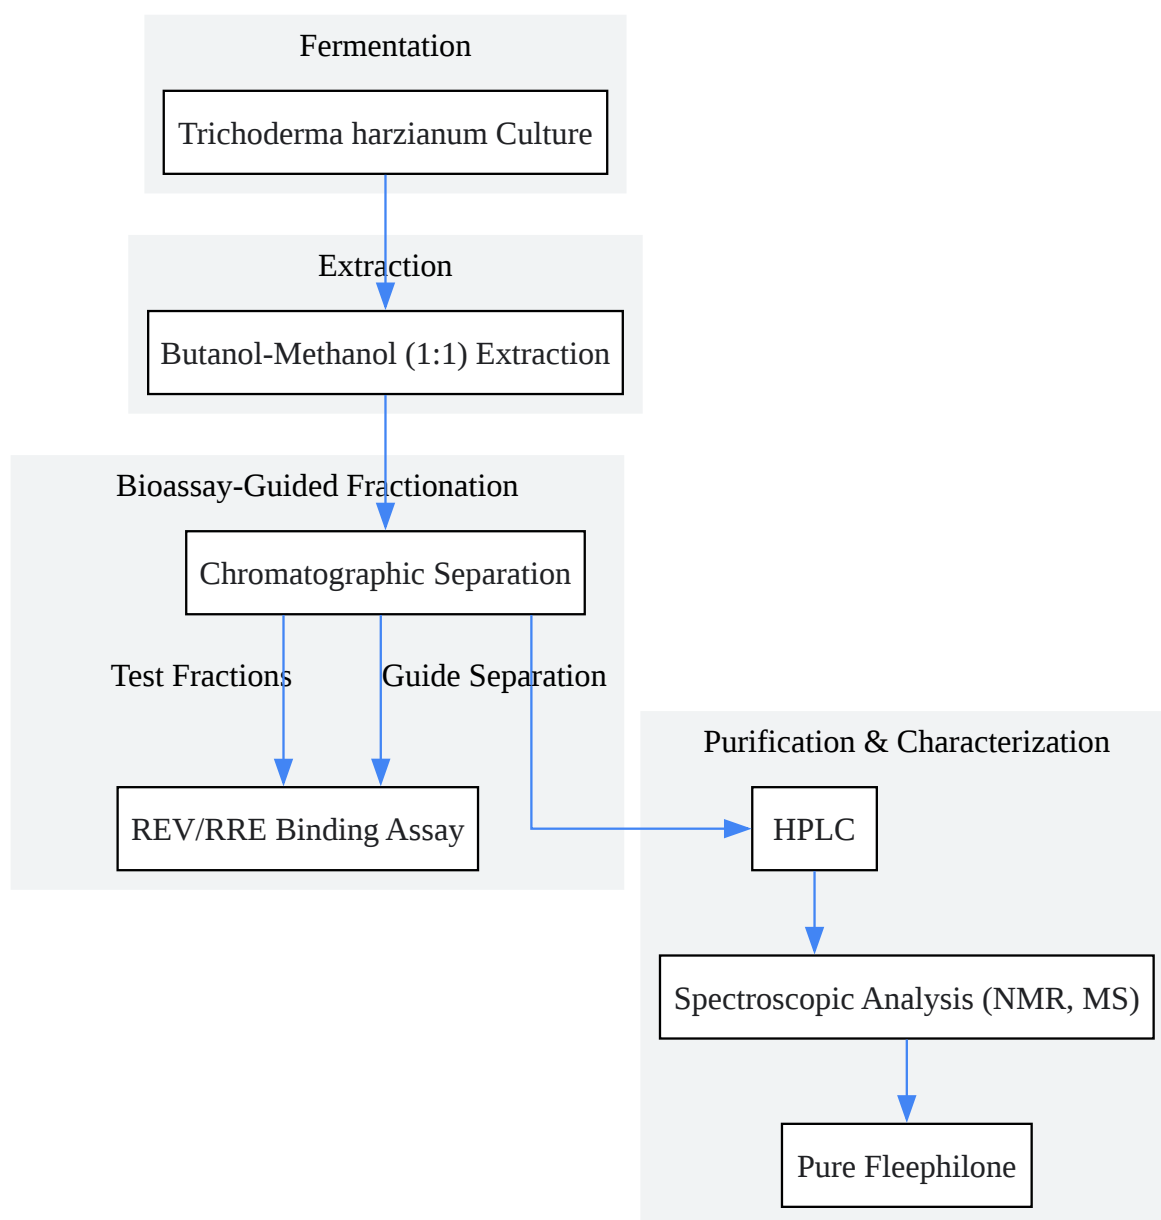 Fermentation
Trichoderma harzianum Culture
Extraction
Butanol-Methanol (1:1) Extraction
Bioassay-Guided Fractionation
Chromatographic Separation
Test Fractions
Guide Separation
REV/RRE Binding Assay
Purification & Characterization
HPLC
Spectroscopic Analysis (NMR, MS)
Pure Fleephilone